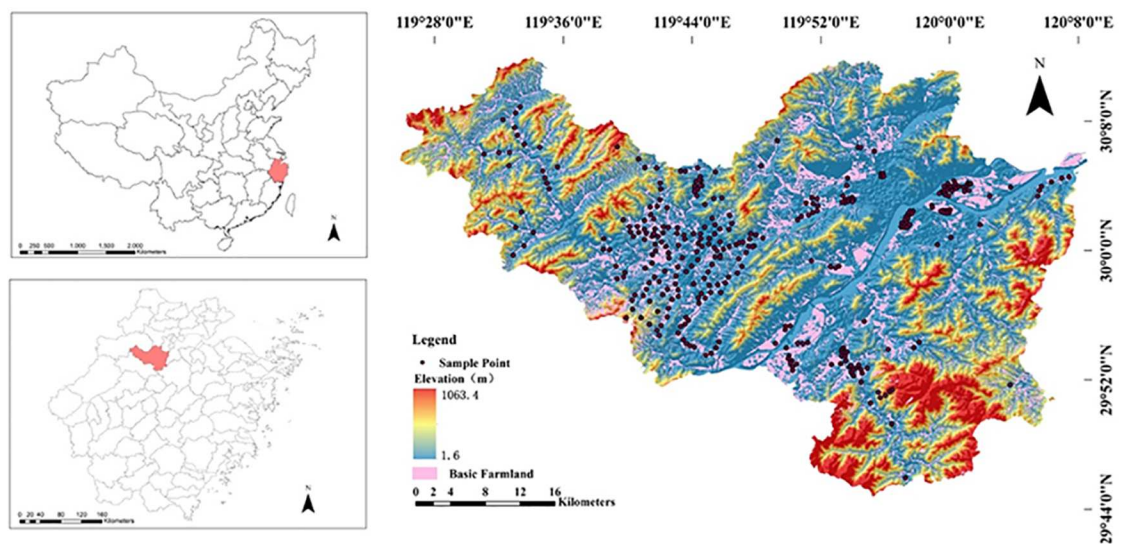 119°28'0"E 119°36'0"E 119°44'0"E 119°52'0"E 120°0'0"E 120°8'0"E
N
30°8'0"N
30°0'0"N
29°52'0"N
29°44'0"N
N
0 250 500 1.000 1.500 2.000
Kilometers
N
0 20 40 80 120 160
Kilometers
Legend
Sample Point
Elevation（m）
1063.4
1.6
Basic Farmland
0 2 4 8 12 16
Kilometers